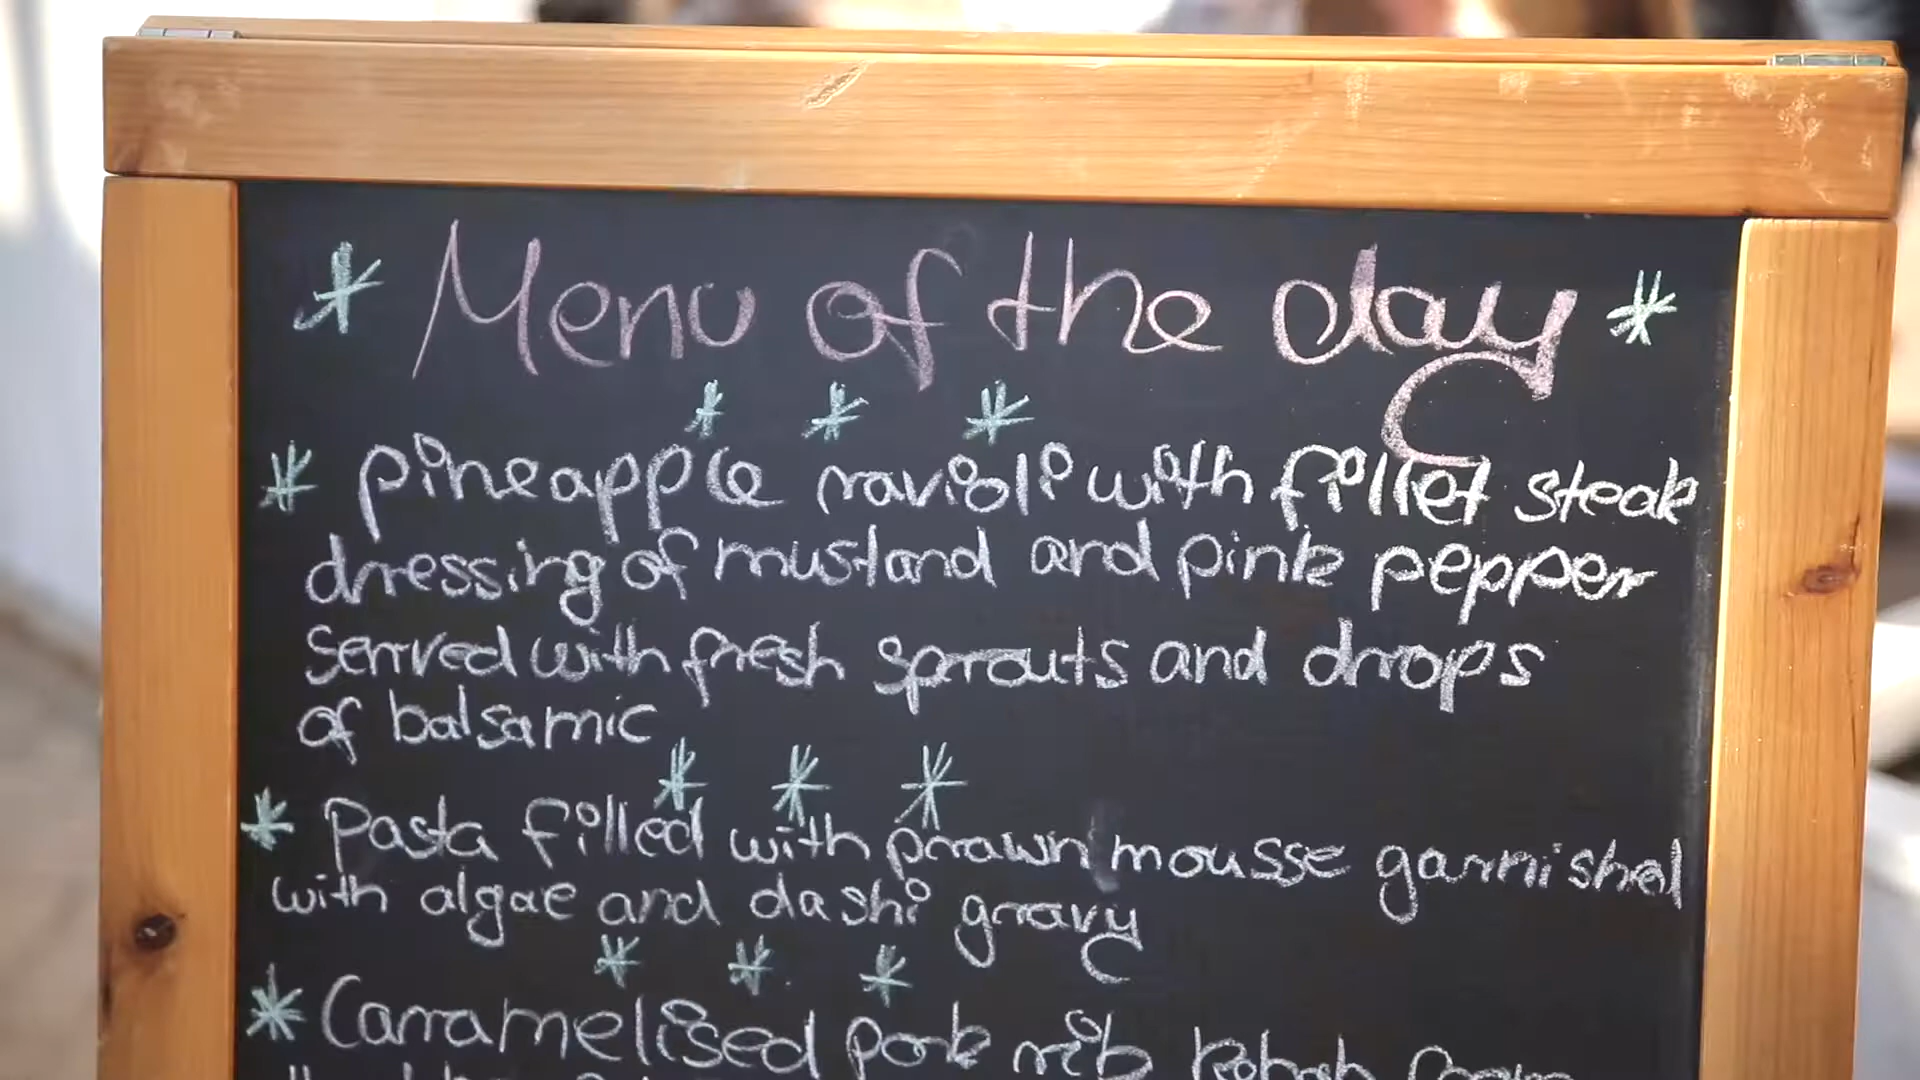 * Menu of the day *
* * *
* pineapple ravioli with fillet steak
dressing of mustard and pink pepper
served with fresh sprouts and drops
of balsamic
* * *
* Pasta filled with prawn mousse garnished
with algae and dashi gravy
* * *
* Caramelised pork rib kebab